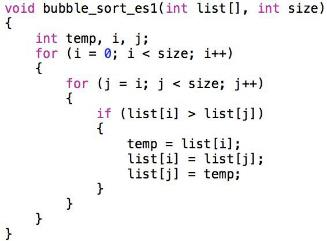 void bubble_sort_es1(int list[], int size)
{
    int temp, i, j;
    for (i = 0; i < size; i++)
    {
        for (j = i; j < size; j++)
        {
            if (list[i] > list[j])
            {
                temp = list[i];
                list[i] = list[j];
                list[j] = temp;
            }
        }
    }
}